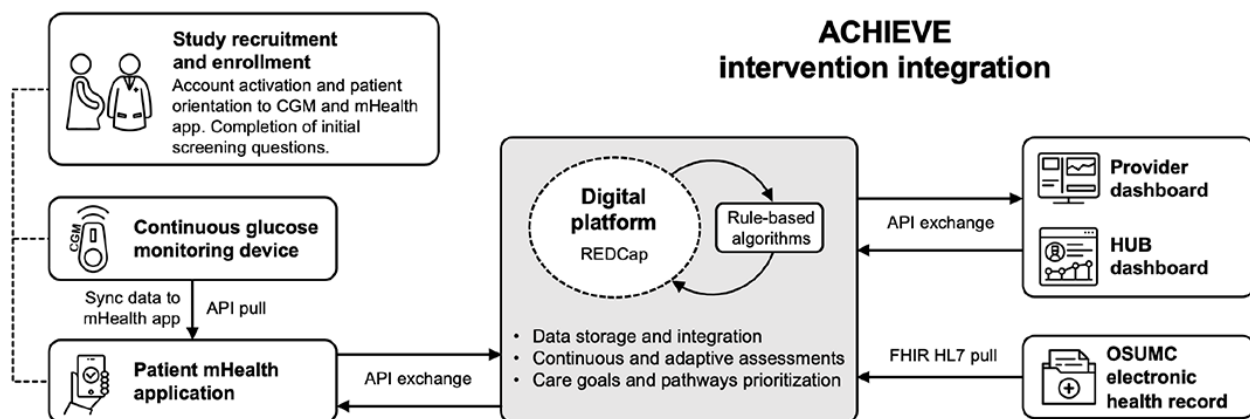 ACHIEVE
intervention integration
Study recruitment
and enrollment
Account activation and patient
orientation to CGM and mHealth
app. Completion of initial
screening questions.
CGM
Continuous glucose
monitoring device
Sync data to
mHealth app
API pull
Patient mHealth
application
API exchange
Digital
platform
REDCap
Rule-based
algorithms
• Data storage and integration
• Continuous and adaptive assessments
• Care goals and pathways prioritization
API exchange
Provider
dashboard
HUB
dashboard
FHIR HL7 pull
OSUMC
electronic
health record